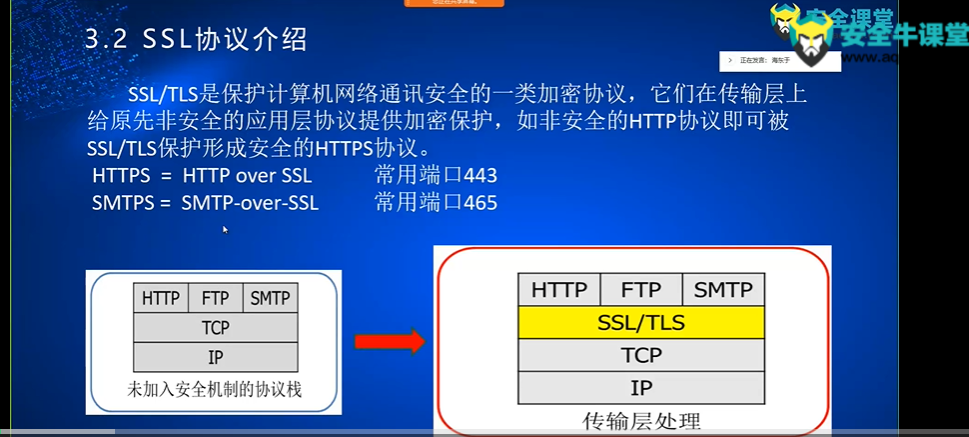 3.2 SSL协议介绍
安全课堂
安全牛课堂
www.aq
正在发言: 海东于
SSL/TLS是保护计算机网络通讯安全的一类加密协议，它们在传输层上
给原先非安全的应用层协议提供加密保护，如非安全的HTTP协议即可被
SSL/TLS保护形成安全的HTTPS协议。
HTTPS = HTTP over SSL 常用端口443
SMTPS = SMTP-over-SSL 常用端口465
HTTP FTP SMTP
TCP
IP
未加入安全机制的协议栈
HTTP FTP SMTP
SSL/TLS
TCP
IP
传输层处理